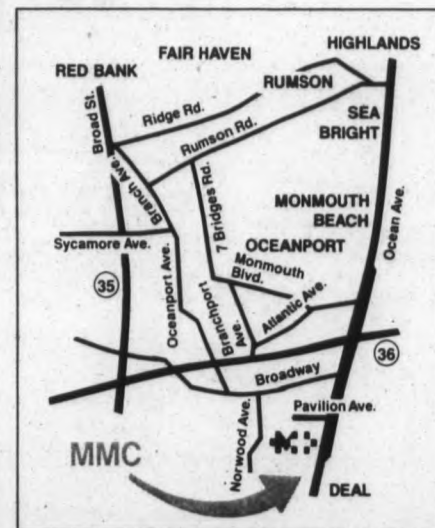 HIGHLANDS
FAIR HAVEN
RED BANK
RUMSON
Broad St.
Ridge Rd.
SEA
BRIGHT
Rumson Rd.
Branch Ave.
7 Bridges Rd.
MONMOUTH
BEACH
Ocean Ave.
Sycamore Ave.
OCEANPORT
Monmouth
Blvd.
35
Oceanport Ave.
Branchport
Ave.
Atlantic Ave.
36
Broadway
Pavilion Ave.
Norwood Ave.
MMC
DEAL